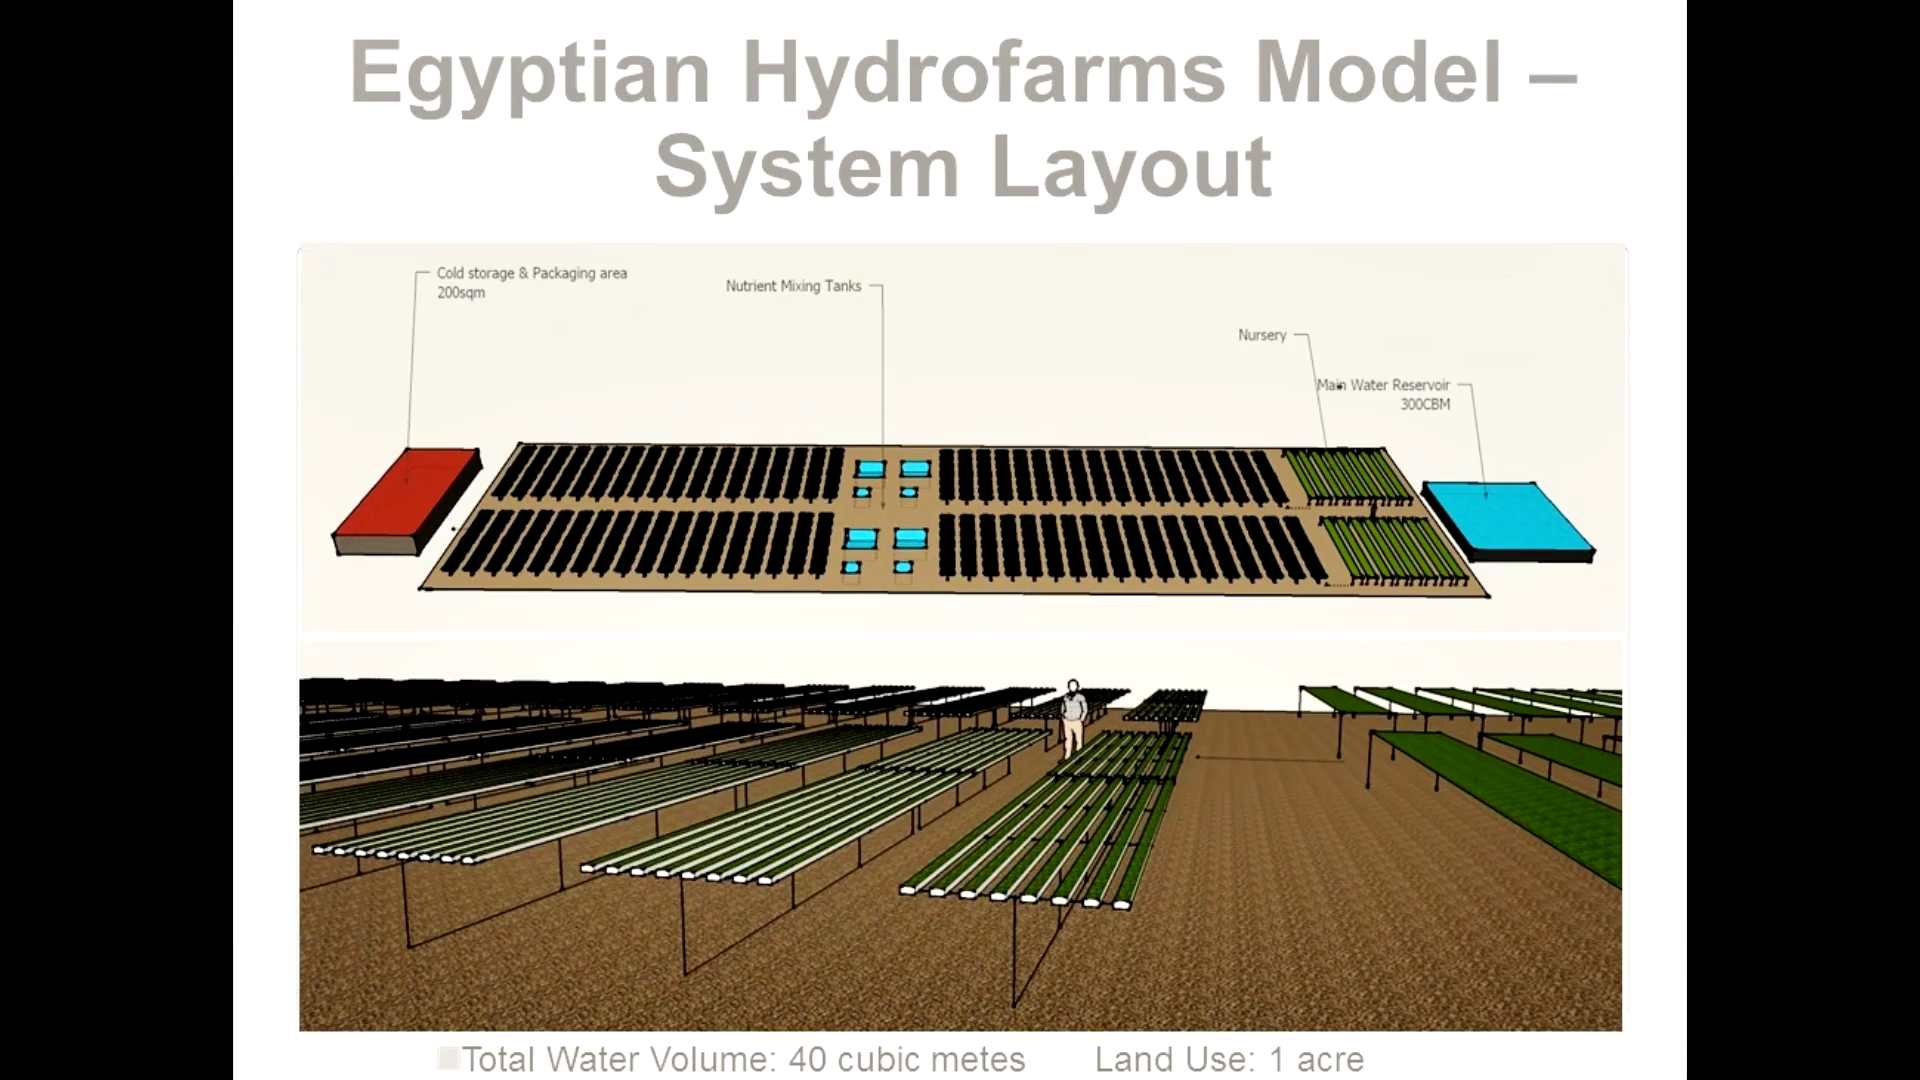 Egyptian Hydrofarms Model –
System Layout
Cold storage & Packaging area
200sqm
Nutrient Mixing Tanks
Nursery
Main Water Reservoir
300CBM
Total Water Volume: 40 cubic metes Land Use: 1 acre